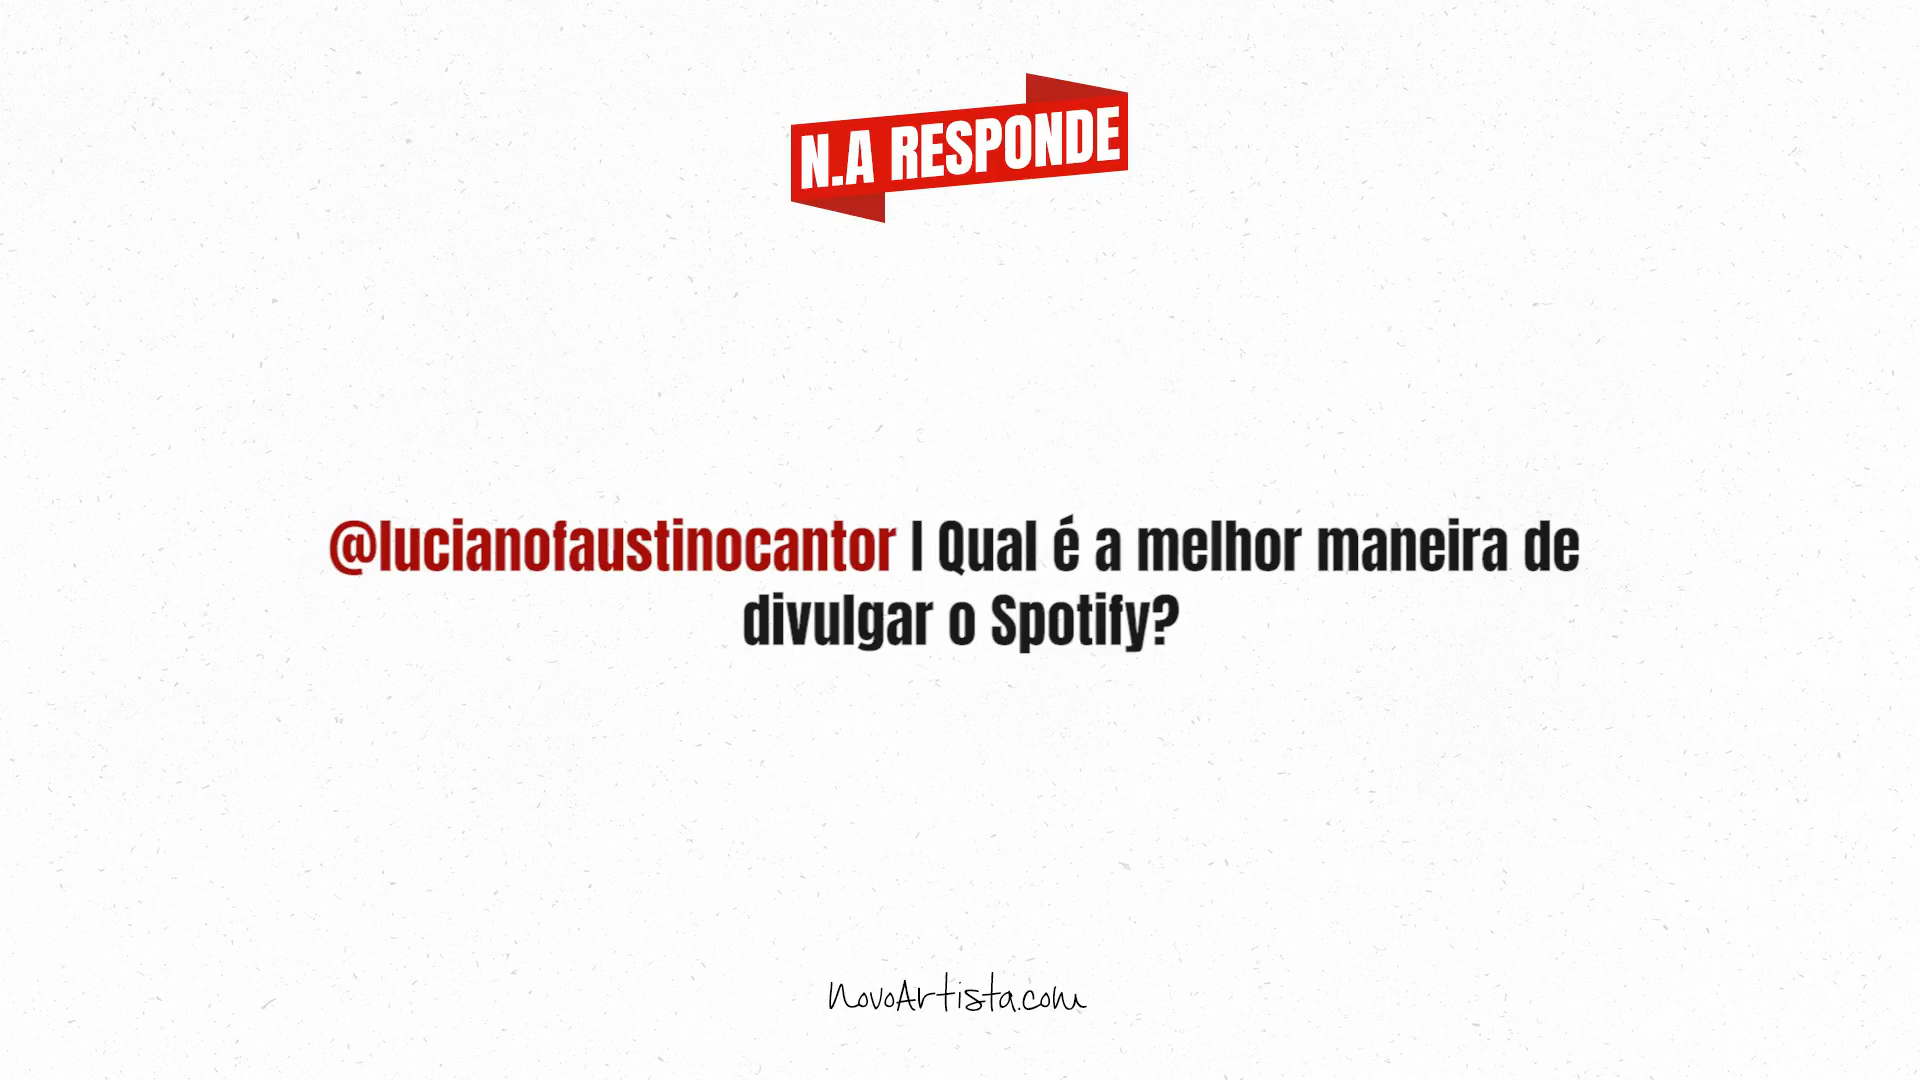 N.A RESPONDE
@lucianofaustinocantor | Qual é a melhor maneira de
divulgar o Spotify?
NovoArtista.com